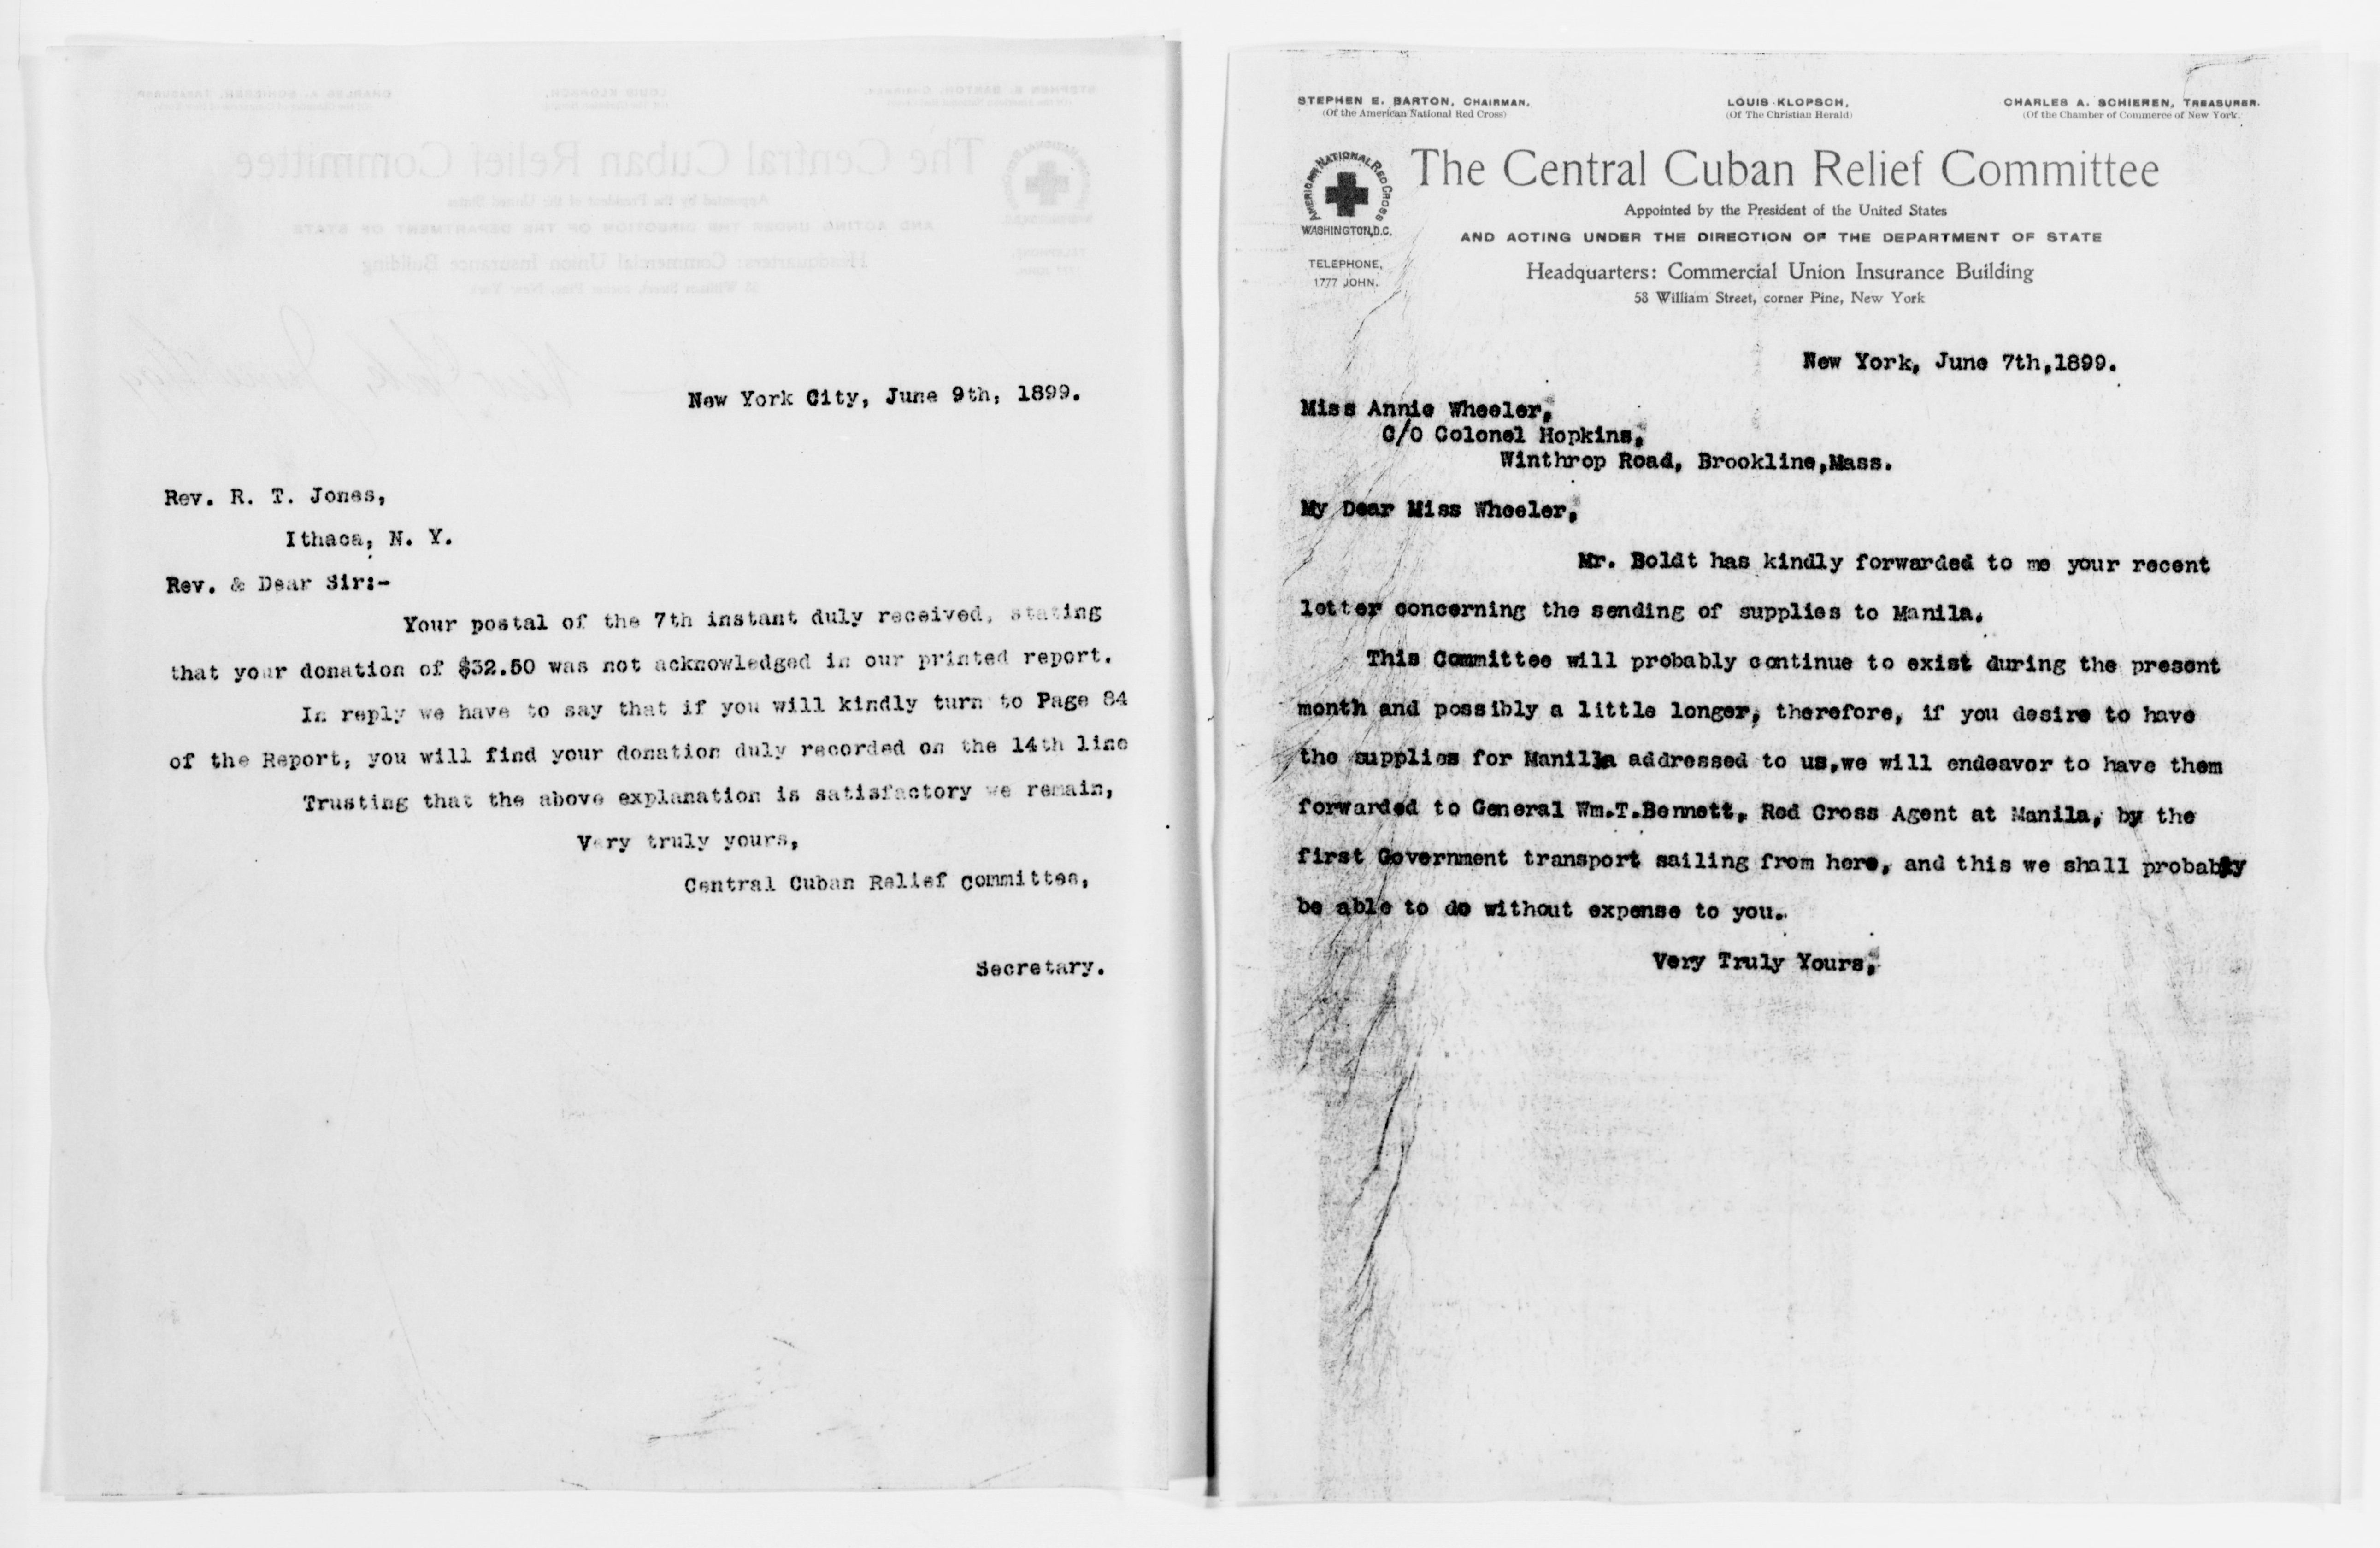 New York City, June 9th, 1899.
Rev. R. T. Jones,
Ithaca, N. Y.
Rev. & Dear Sir:-
Your postal of the 7th instant duly received, stating
that your donation of $32.50 was not acknowledged in our printed report.
In reply we have to say that if you will kindly turn to Page 84
of the Report, you will find your donation duly recorded on the 14th line
Trusting that the above explanation is satisfactory we remain,
Very truly yours,
Central Cuban Relief Committee,
Secretary.
STEPHEN E. BARTON, CHAIRMAN, LOUIS KLOPSCH, CHARLES A. SCHIEREN, TREASURER.
(Of the American National Red Cross) (Of The Christian Herald) (Of the Chamber of Commerce of New York.
AMERICAN NATIONAL RED CROSS
WASHINGTON, D.C.
TELEPHONE,
1777 JOHN.
The Central Cuban Relief Committee
Appointed by the President of the United States
AND ACTING UNDER THE DIRECTION OF THE DEPARTMENT OF STATE
Headquarters: Commercial Union Insurance Building
58 William Street, corner Pine, New York
New York, June 7th,1899.
Miss Annie Wheeler,
C/O Colonel Hopkins,
Winthrop Road, Brookline,Mass.
My Dear Miss Wheeler,
Mr. Boldt has kindly forwarded to me your recent
letter concerning the sending of supplies to Manila.
This Committee will probably continue to exist during the present
month and possibly a little longer, therefore, if you desire to have
the supplies for Manilla addressed to us,we will endeavor to have them
forwarded to General Wm.T.Bennett, Red Cross Agent at Manila, by the
first Government transport sailing from here, and this we shall probably
be able to do without expense to you.
Very Truly Yours,